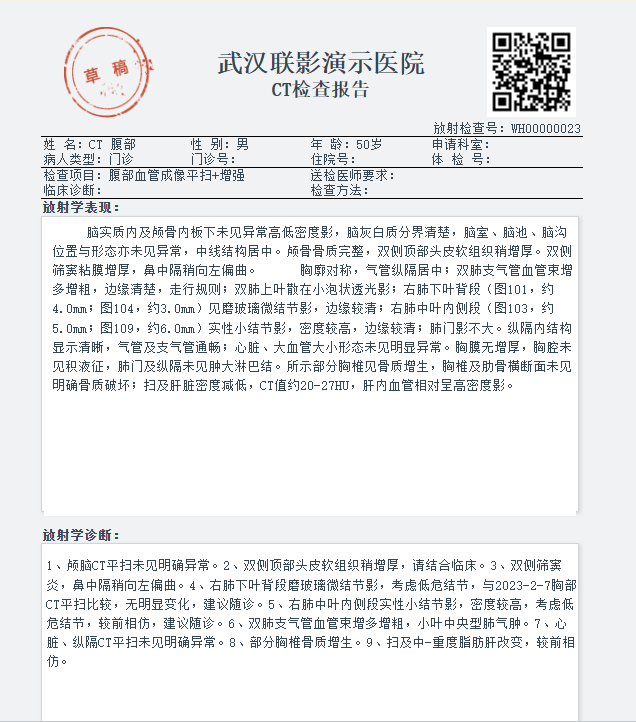 草 稿
武汉联影演示医院
CT检查报告
放射检查号：WH00000023
姓 名：CT 腹部 性 别：男 年 龄：50岁 申请科室：
病人类型：门诊 门诊号： 住院号： 体 检 号：
检查项目：腹部血管成像平扫+增强 送检医师要求：
临床诊断： 检查方法：
放射学表现：
脑实质内及颅骨内板下未见异常高低密度影，脑灰白质分界清楚，脑室、脑池、脑沟
位置与形态亦未见异常，中线结构居中。颅骨骨质完整，双侧顶部头皮软组织稍增厚。双侧
筛窦粘膜增厚，鼻中隔稍向左偏曲。 胸廓对称，气管纵隔居中；双肺支气管血管束增
多增粗，边缘清楚，走行规则；双肺上叶散在小泡状透光影；右肺下叶背段（图101，约
4.0mm；图104，约3.0mm）见磨玻璃微结节影，边缘较清；右肺中叶内侧段（图103，约
5.0mm；图109，约6.0mm）实性小结节影，密度较高，边缘较清；肺门影不大。纵隔内结构
显示清晰，气管及支气管通畅；心脏、大血管大小形态未见明显异常。胸膜无增厚，胸腔未
见积液征，肺门及纵隔未见肿大淋巴结。所示部分胸椎见骨质增生，胸椎及肋骨横断面未见
明确骨质破坏；扫及肝脏密度减低，CT值约20-27HU，肝内血管相对呈高密度影。
放射学诊断：
1、颅脑CT平扫未见明确异常。2、双侧顶部头皮软组织稍增厚，请结合临床。3、双侧筛窦
炎，鼻中隔稍向左偏曲。4、右肺下叶背段磨玻璃微结节影，考虑低危结节，与2023-2-7胸部
CT平扫比较，无明显变化，建议随诊。5、右肺中叶内侧段实性小结节影，密度较高，考虑低
危结节，较前相仿，建议随诊。6、双肺支气管血管束增多增粗，小叶中央型肺气肿。7、心
脏、纵隔CT平扫未见明确异常。8、部分胸椎骨质增生。9、扫及中-重度脂肪肝改变，较前相
仿。